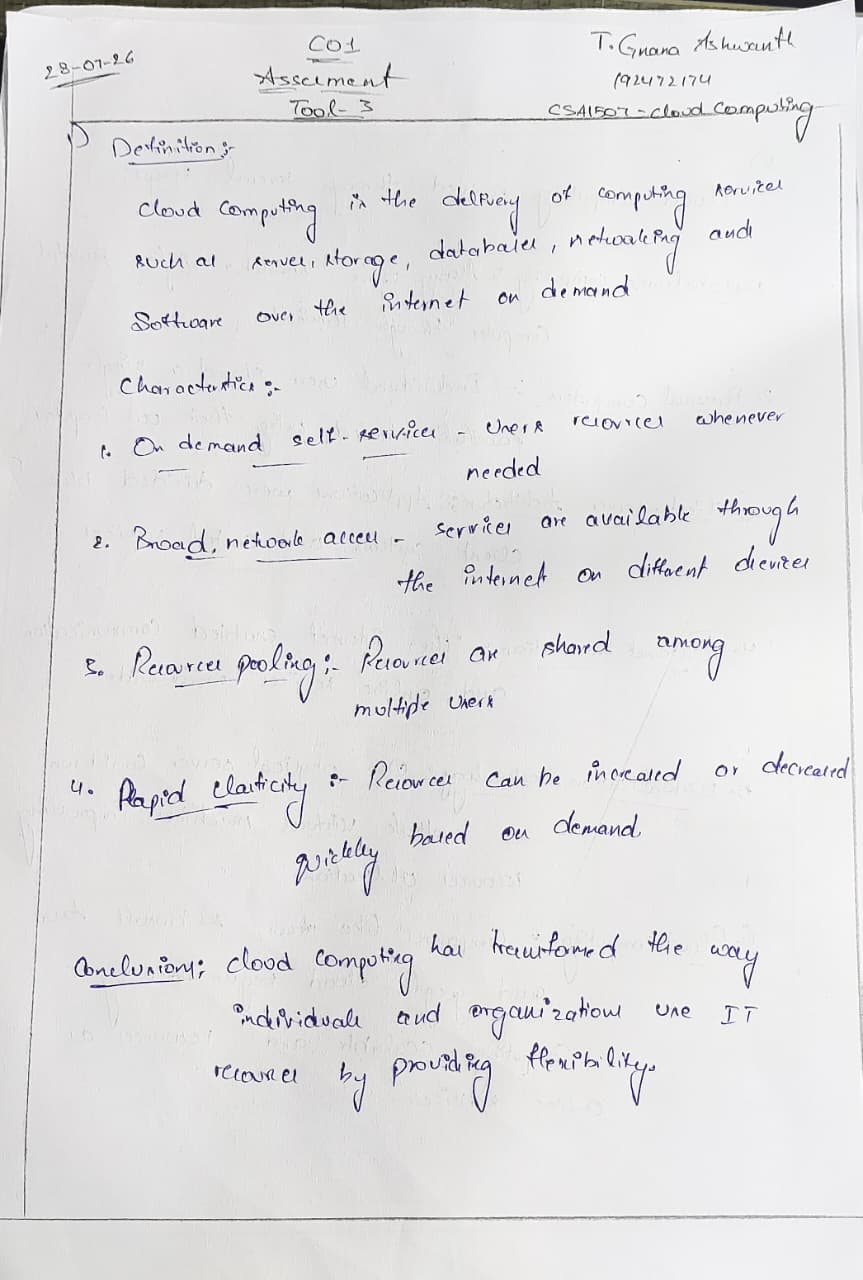 28-07-26
CO1
Assciment
Tool-3
T. Gnana Ashwanth
192472174
CSA1507 - Cloud Computing
1) Definition :-
Cloud Computing is the delivery of computing services
such as server, storage, databases, networking and
Software over the internet on demand
Characteristics :-
1. On demand self-services - Users resources whenever
needed
2. Broad, network access - services are available through
the internet on different devices
3. Resources pooling :- Resources are shared among
multiple users
4. Rapid elasticity :- Resources can be increased or decreased
quickly based on demand
Conclusion; cloud computing has transformed the way
individuals and organizations use IT
resources by providing flexibility.